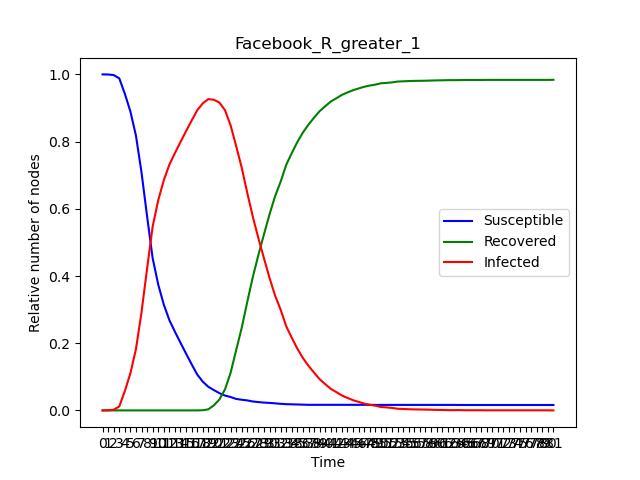 Facebook_R_greater_1
1.0
0.8
0.6
0.4
0.2
0.0
Relative number of nodes
Susceptible
Recovered
Infected
Time